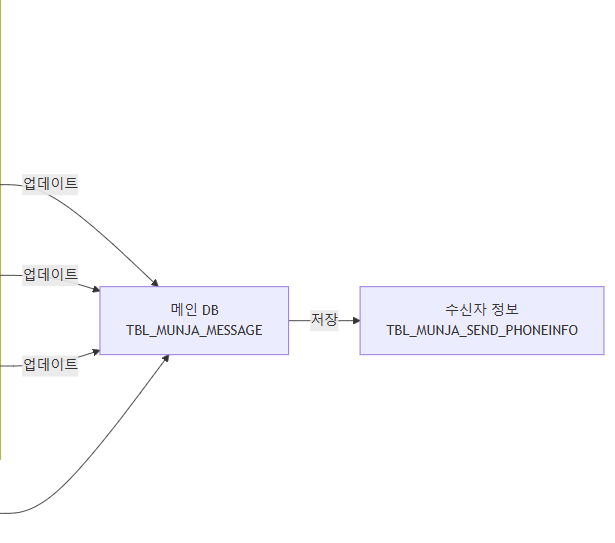 업데이트
업데이트
메인 DB
TBL_MUNJA_MESSAGE
저장
수신자 정보
TBL_MUNJA_SEND_PHONEINFO
업데이트